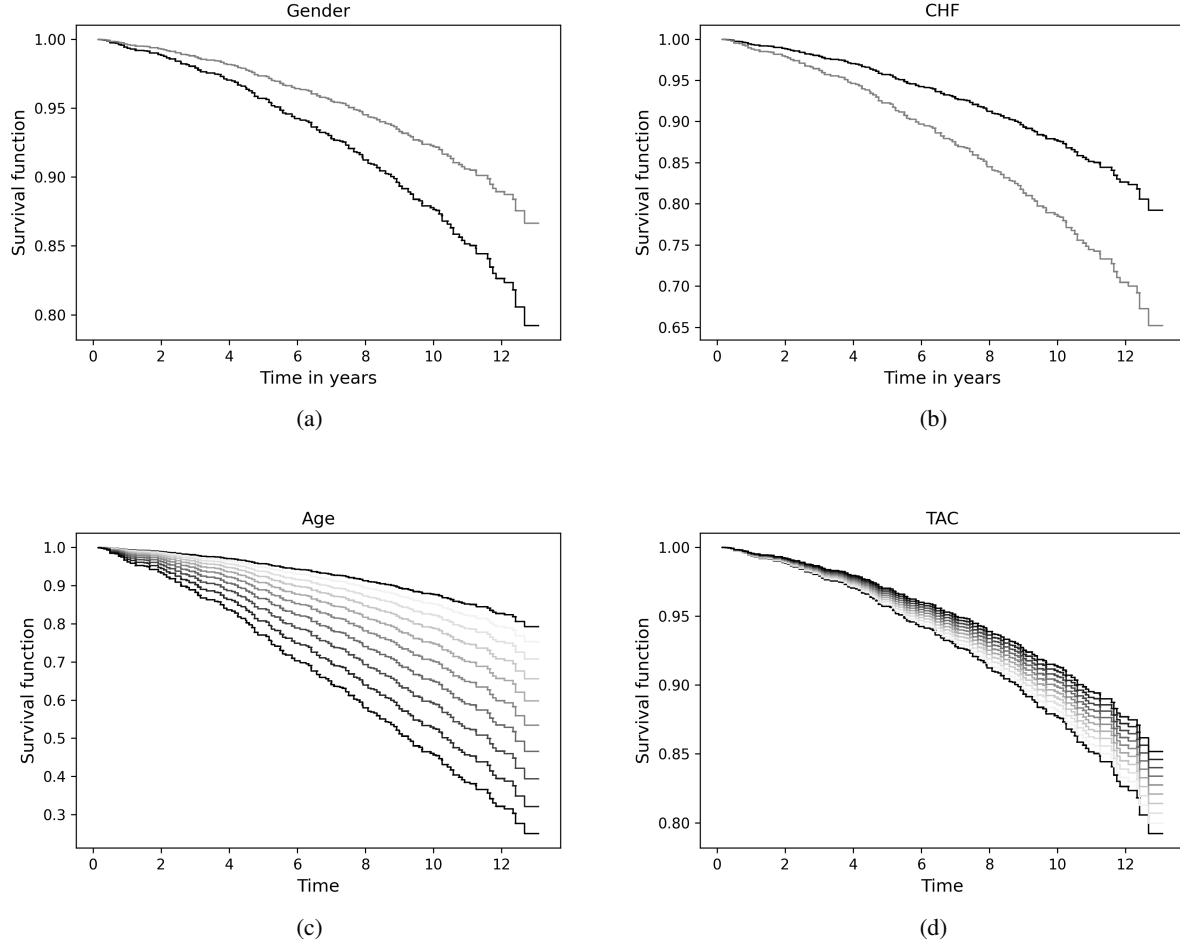 Gender
1.00
0.95
0.90
0.85
0.80
Survival function
0 2 4 6 8 10 12
Time in years
(a)
CHF
1.00
0.95
0.90
0.85
0.80
0.75
0.70
0.65
Survival function
0 2 4 6 8 10 12
Time in years
(b)
Age
1.0
0.9
0.8
0.7
0.6
0.5
0.4
0.3
Survival function
0 2 4 6 8 10 12
Time
(c)
TAC
1.00
0.95
0.90
0.85
0.80
Survival function
0 2 4 6 8 10 12
Time
(d)